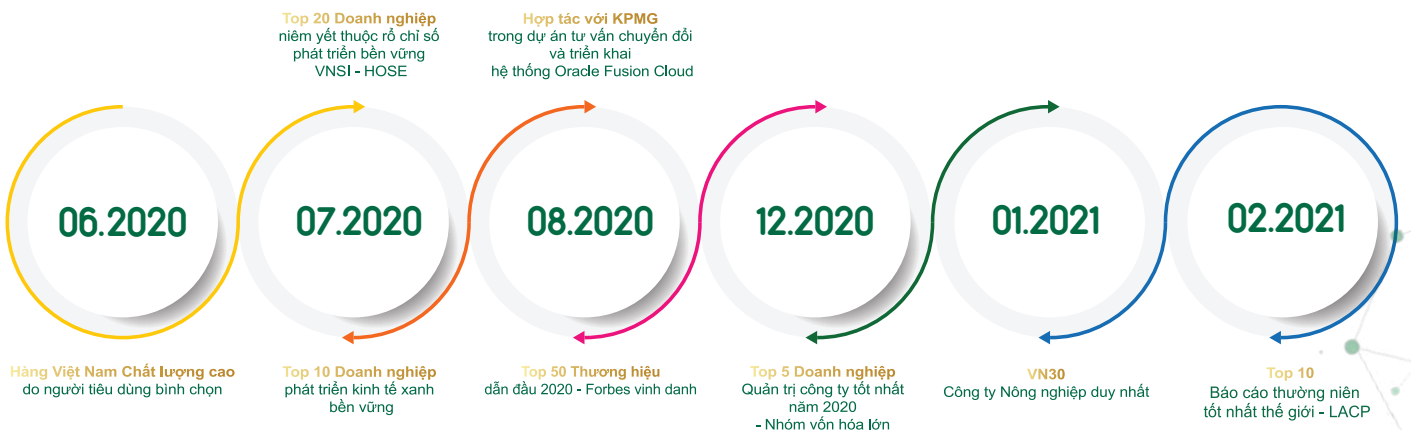 Top 20 Doanh nghiệp
niêm yết thuộc rổ chỉ số
phát triển bền vững
VNSI - HOSE
Hợp tác với KPMG
trong dự án tư vấn chuyển đổi
và triển khai
hệ thống Oracle Fusion Cloud
06.2020
07.2020
08.2020
12.2020
01.2021
02.2021
Hàng Việt Nam Chất lượng cao
do người tiêu dùng bình chọn
Top 10 Doanh nghiệp
phát triển kinh tế xanh
bền vững
Top 50 Thương hiệu
dẫn đầu 2020 - Forbes vinh danh
Top 5 Doanh nghiệp
Quản trị công ty tốt nhất
năm 2020
- Nhóm vốn hóa lớn
VN30
Công ty Nông nghiệp duy nhất
Top 10
Báo cáo thường niên
tốt nhất thế giới - LACP